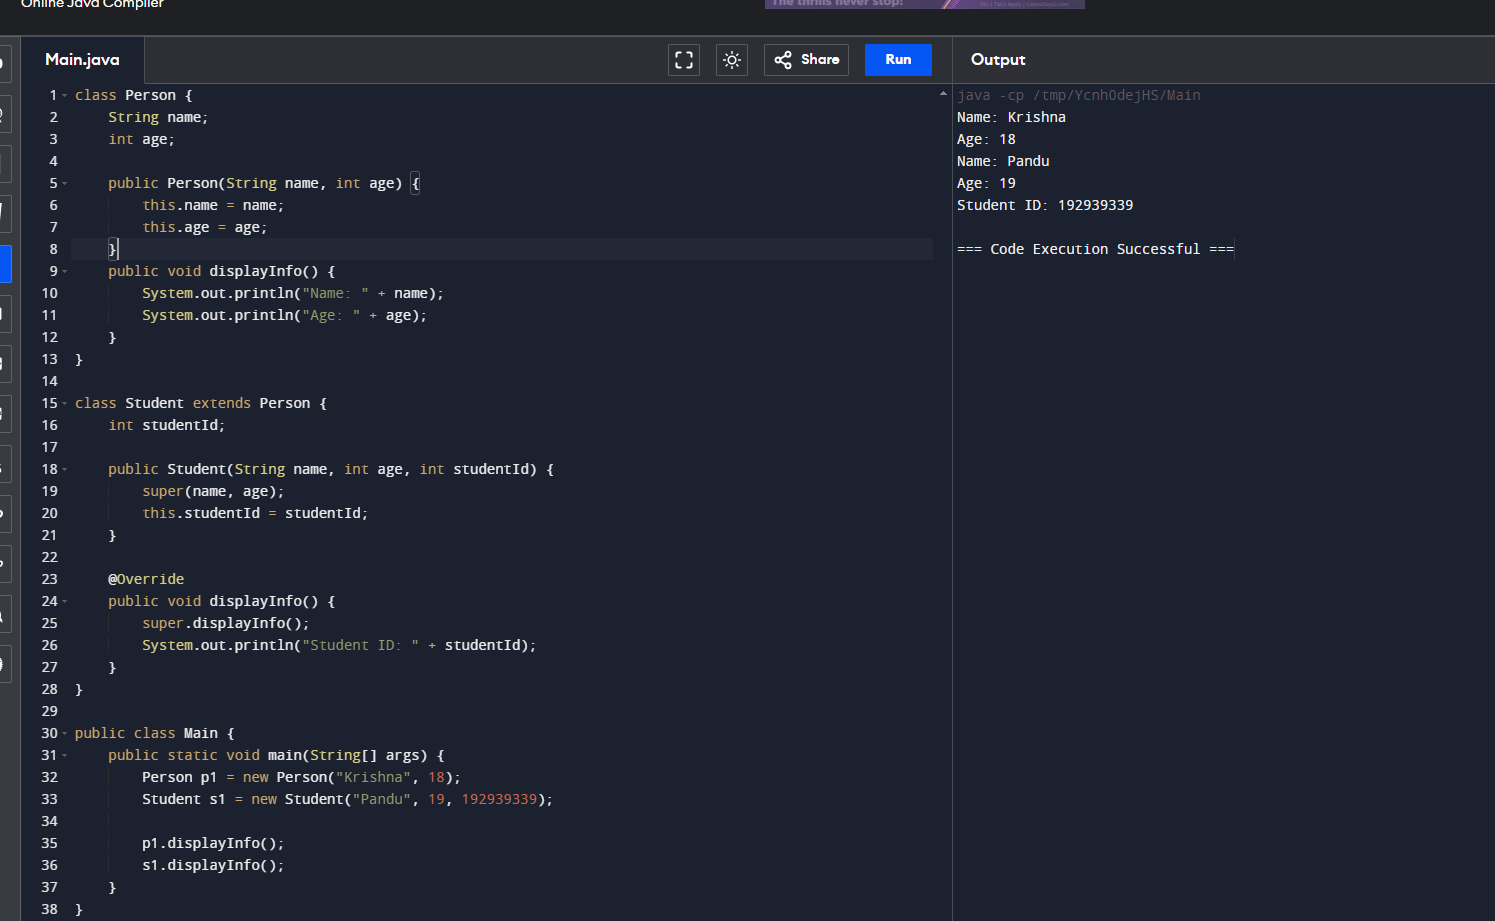 Online Java Compiler
The thrills never stop!
Main.java
Share
Run
Output
1 class Person {
2     String name;
3     int age;
4
5     public Person(String name, int age) {
6         this.name = name;
7         this.age = age;
8     }
9     public void displayInfo() {
10         System.out.println("Name: " + name);
11         System.out.println("Age: " + age);
12     }
13 }
14
15 class Student extends Person {
16     int studentId;
17
18     public Student(String name, int age, int studentId) {
19         super(name, age);
20         this.studentId = studentId;
21     }
22
23     @Override
24     public void displayInfo() {
25         super.displayInfo();
26         System.out.println("Student ID: " + studentId);
27     }
28 }
29
30 public class Main {
31     public static void main(String[] args) {
32         Person p1 = new Person("Krishna", 18);
33         Student s1 = new Student("Pandu", 19, 192939339);
34
35         p1.displayInfo();
36         s1.displayInfo();
37     }
38 }
java -cp /tmp/Ycnh0dejHS/Main
Name: Krishna
Age: 18
Name: Pandu
Age: 19
Student ID: 192939339
=== Code Execution Successful ===